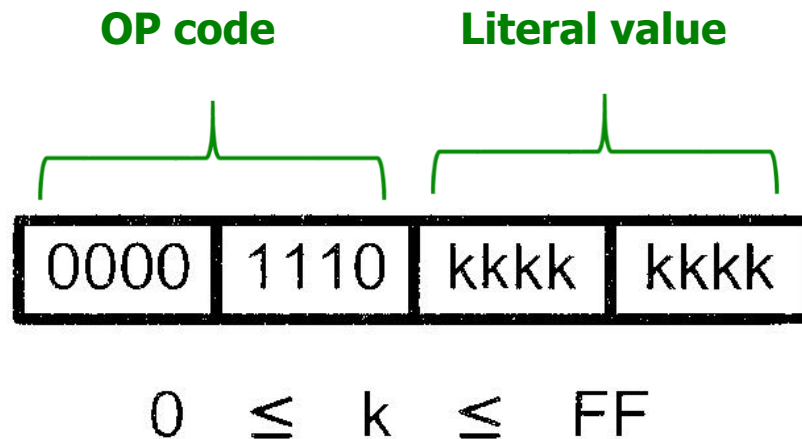 OP code Literal value
0000 1110 kkkk kkkk
0 ≤ k ≤ FF